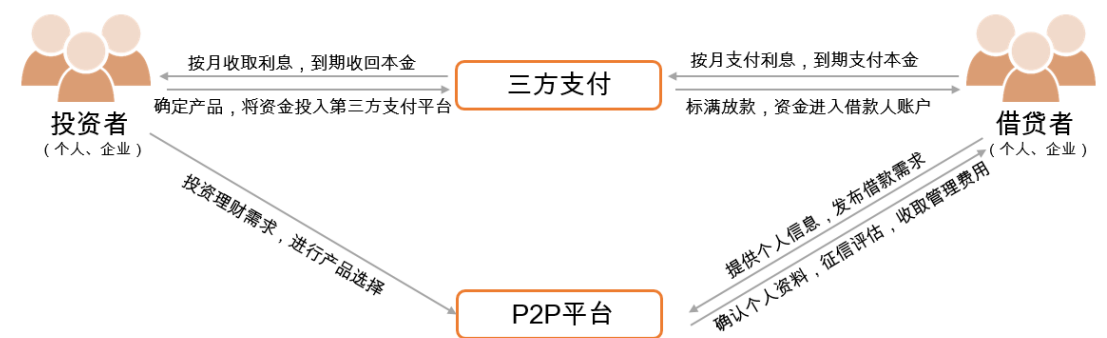 按月收取利息，到期收回本金
三方支付
按月支付利息，到期支付本金
确定产品，将资金投入第三方支付平台
标满放款，资金进入借款人账户
投资者
（个人、企业）
借贷者
（个人、企业）
投资理财需求，进行产品选择
提供个人信息，发布借款需求
确认个人资料，征信评估，收取管理费用
P2P平台